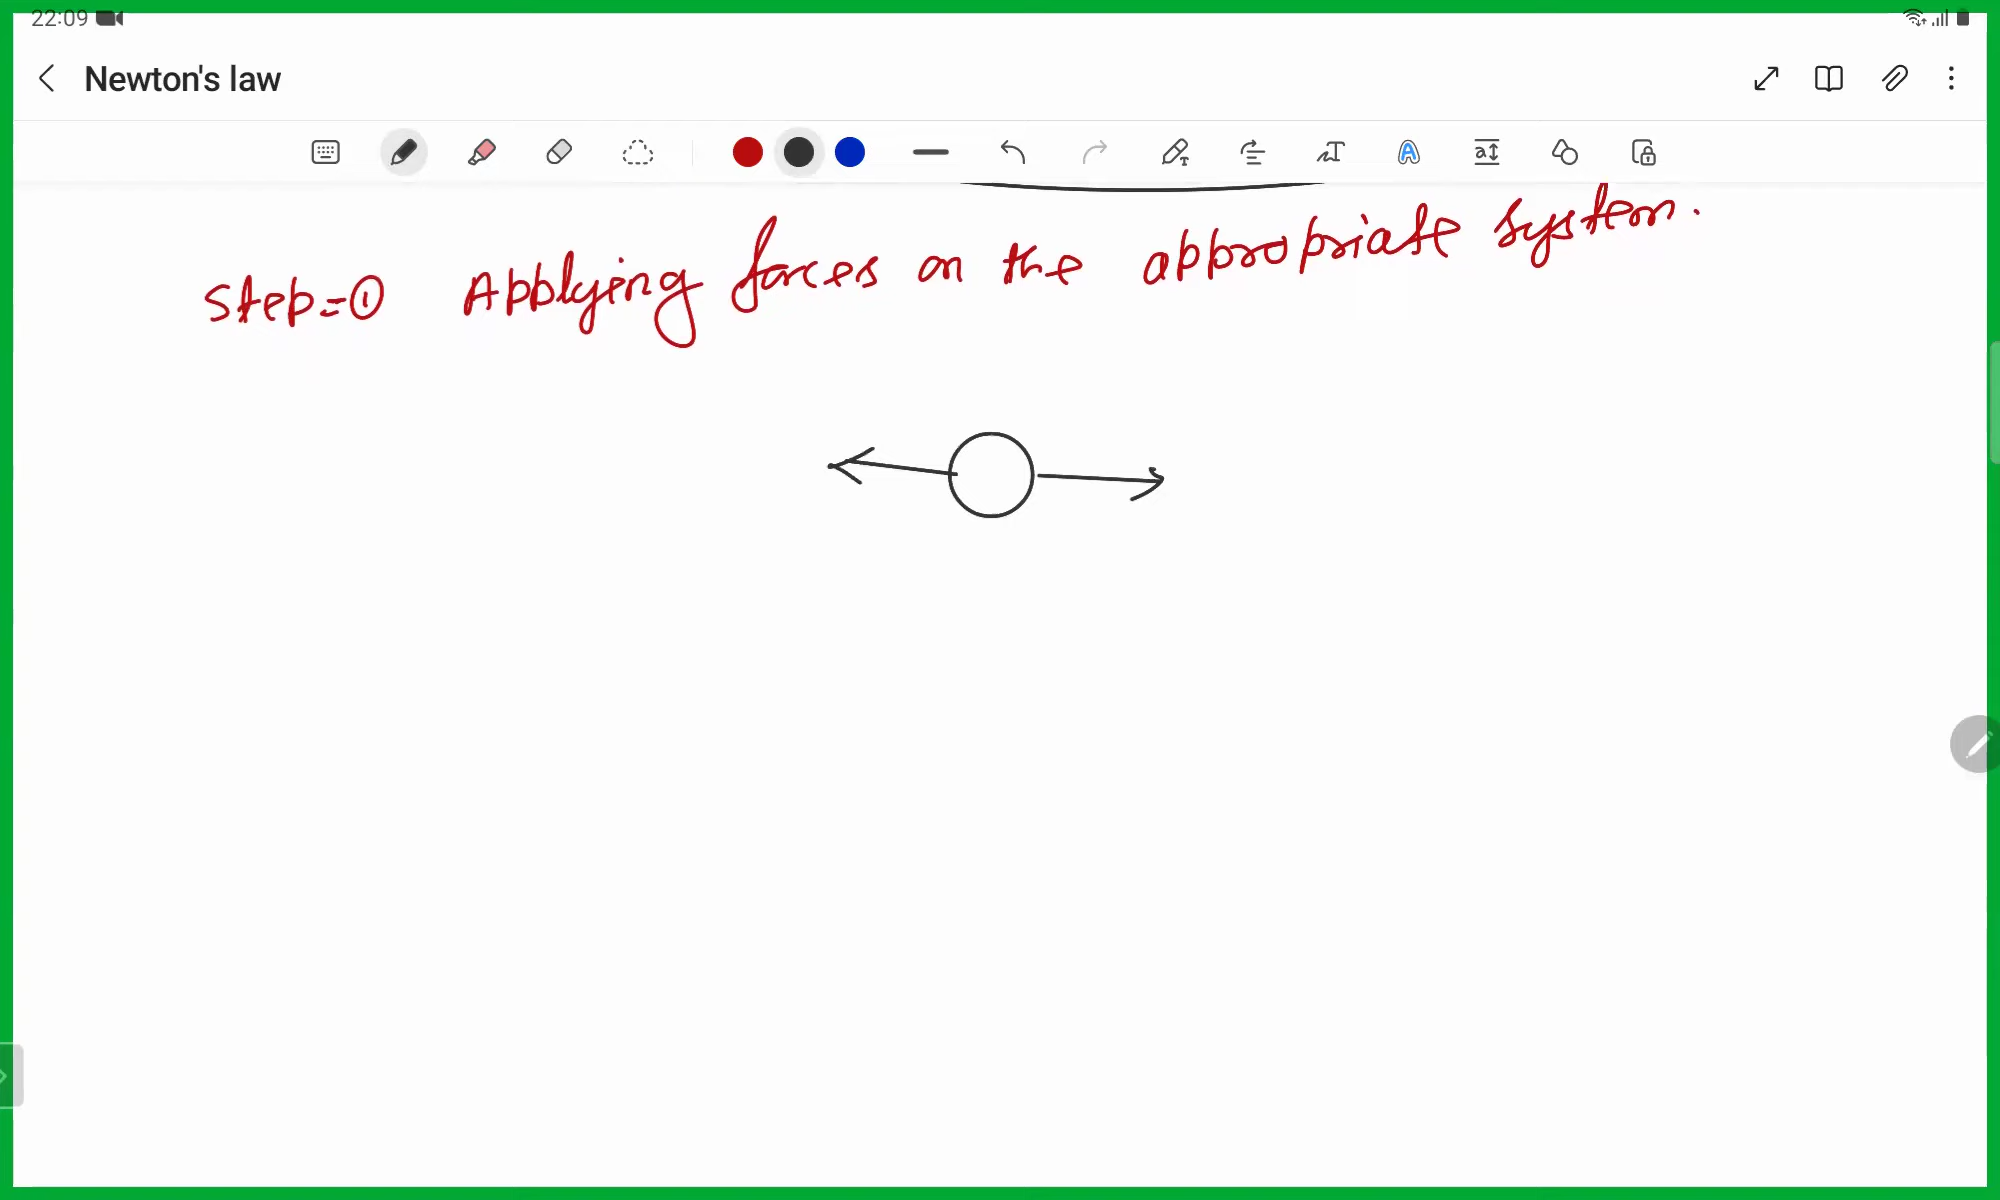 22:09
Newton's law
Step=① Applying forces on the appropriate system.